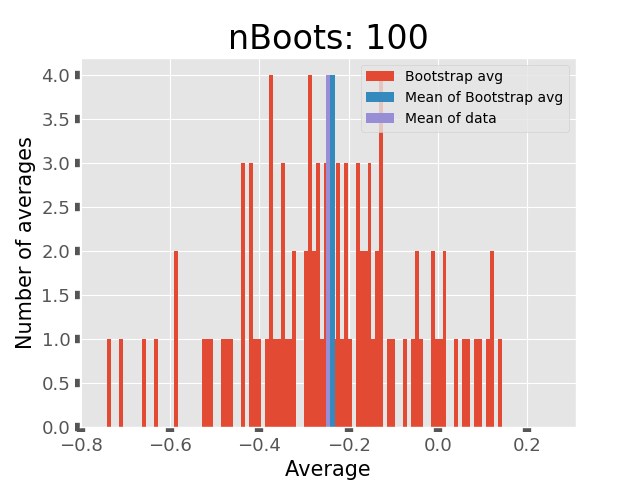 nBoots: 100
Bootstrap avg
Mean of Bootstrap avg
Mean of data
Number of averages
4.0
3.5
3.0
2.5
2.0
1.5
1.0
0.5
0.0
−0.8 −0.6 −0.4 −0.2 0.0 0.2
Average